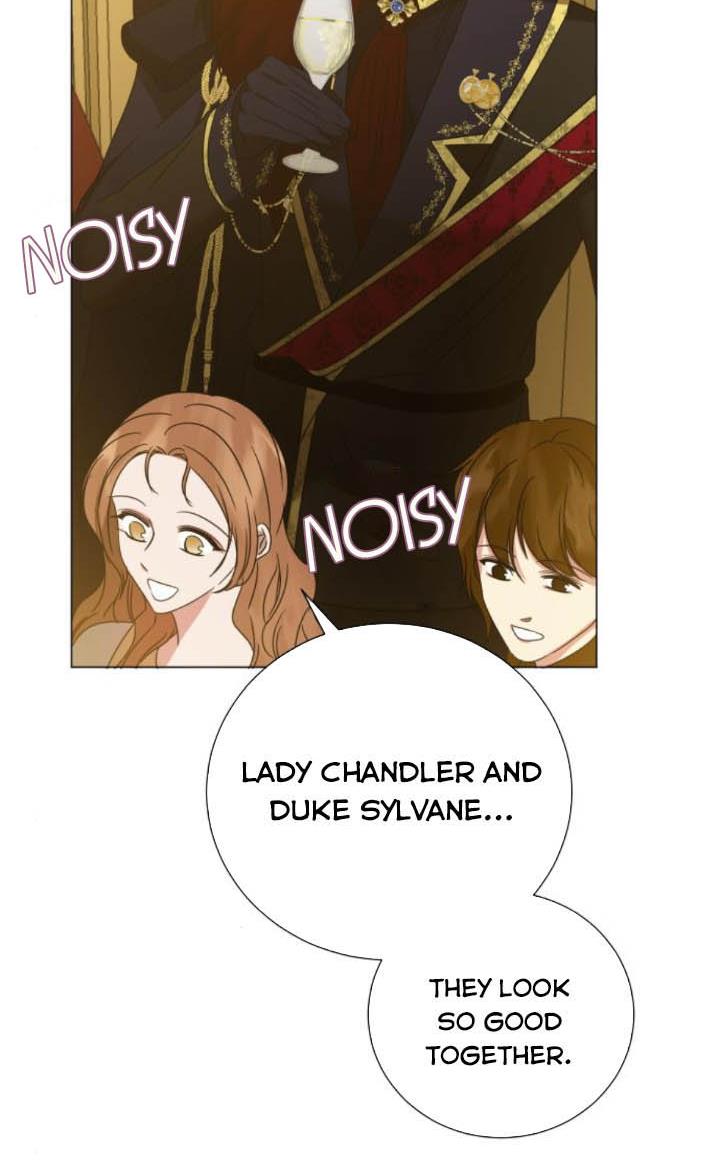 NOISY
NOISY
LADY CHANDLER AND
DUKE SYLVANE...
THEY LOOK
SO GOOD
TOGETHER.